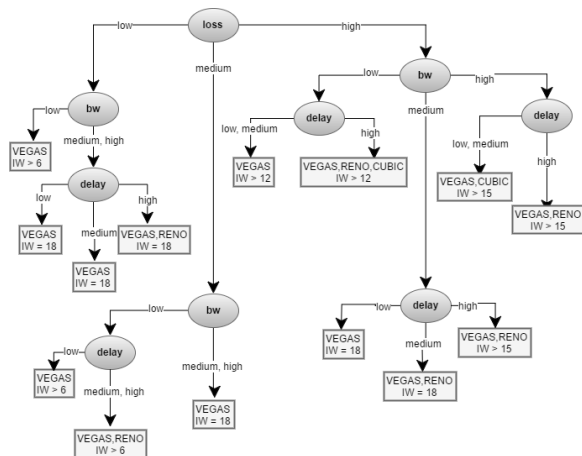 loss
low
high
medium
bw
low
medium, high
VEGAS
IW > 6
delay
low
medium
high
VEGAS
IW = 18
VEGAS
IW = 18
VEGAS,RENO
IW = 18
bw
low
medium
high
delay
low, medium
high
VEGAS
IW > 12
VEGAS,RENO,CUBIC
IW > 12
delay
low, medium
high
VEGAS,CUBIC
IW > 15
VEGAS,RENO
IW > 15
bw
low
medium, high
delay
low
medium, high
VEGAS
IW > 6
VEGAS,RENO
IW > 6
VEGAS
IW = 18
delay
low
medium
high
VEGAS
IW = 18
VEGAS,RENO
IW = 18
VEGAS,RENO
IW > 15